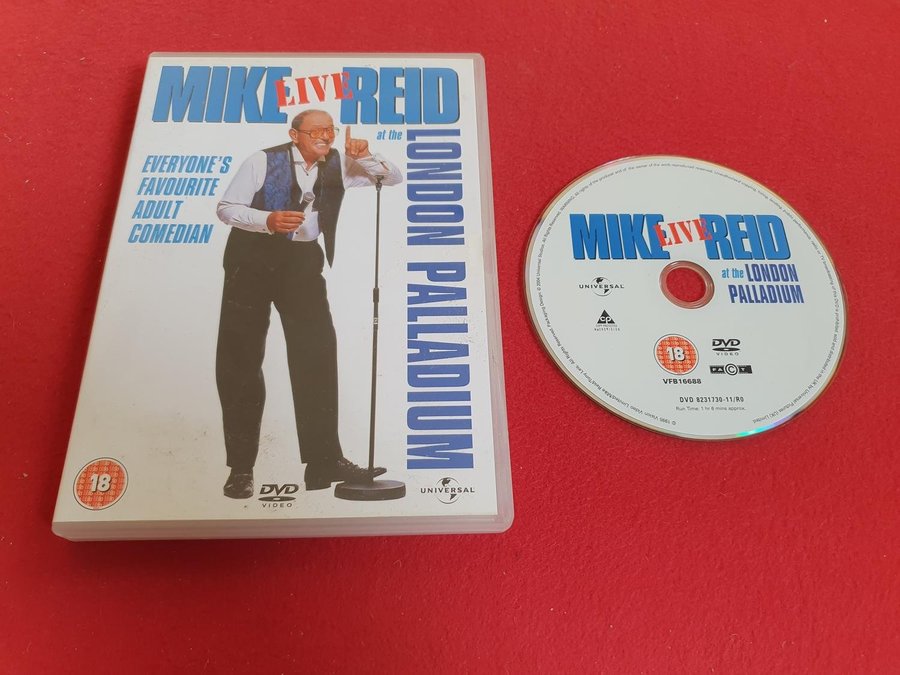 MIKE LIVE REID
at the
LONDON PALLADIUM
EVERYONE'S
FAVOURITE
ADULT
COMEDIAN
18
DVD
VIDEO
UNIVERSAL
MIKE LIVE REID
at the LONDON
PALLADIUM
UNIVERSAL
18
DVD
VIDEO
FACT
VFB16688
DVD 8231730-11/R0
Run Time: 1 hr 6 mins approx.